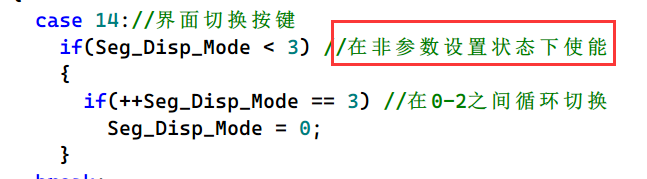 case 14://界面切换按键
if(Seg_Disp_Mode < 3) //在非参数设置状态下使能
{
if(++Seg_Disp_Mode == 3) //在0-2之间循环切换
Seg_Disp_Mode = 0;
}